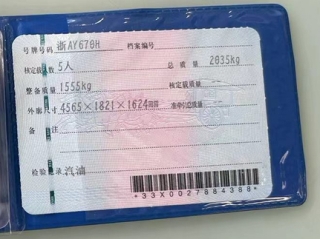 号牌号码 浙AY670H 档案编号
核定载人数 5人 总质量 2035kg
整备质量 1555kg 核定载质量 --
外廓尺寸 4565×1821×1624mm 准牵引总质量 --
备 注
检验记录 汽油
*33X0027884388*